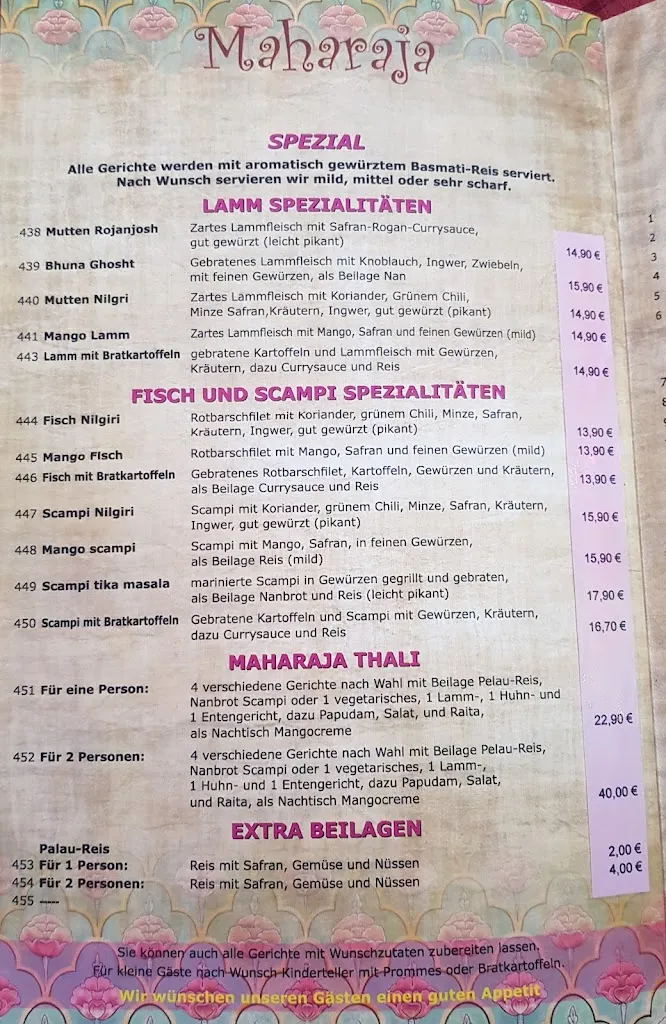 Maharaja
SPEZIAL
Alle Gerichte werden mit aromatisch gewürztem Basmati-Reis serviert.
Nach Wunsch servieren wir mild, mittel oder sehr scharf.
LAMM SPEZIALITÄTEN
438 Mutten Rojanjosh Zartes Lammfleisch mit Safran-Rogan-Currysauce,
gut gewürzt (leicht pikant) 14,90 €
439 Bhuna Ghosht Gebratenes Lammfleisch mit Knoblauch, Ingwer, Zwiebeln,
mit feinen Gewürzen, als Beilage Nan 15,90 €
440 Mutten Nilgri Zartes Lammfleisch mit Koriander, Grünem Chili,
Minze Safran,Kräutern, Ingwer, gut gewürzt (pikant) 14,90 €
441 Mango Lamm Zartes Lammfleisch mit Mango, Safran und feinen Gewürzen (mild) 14,90 €
443 Lamm mit Bratkartoffeln gebratene Kartoffeln und Lammfleisch mit Gewürzen,
Kräutern, dazu Currysauce und Reis 14,90 €
FISCH UND SCAMPI SPEZIALITÄTEN
444 Fisch Nilgiri Rotbarschfilet mit Koriander, grünem Chili, Minze, Safran,
Kräutern, Ingwer, gut gewürzt (pikant) 13,90 €
445 Mango Fisch Rotbarschfilet mit Mango, Safran und feinen Gewürzen (mild) 13,90 €
446 Fisch mit Bratkartoffeln Gebratenes Rotbarschfilet, Kartoffeln, Gewürzen und Kräutern,
als Beilage Currysauce und Reis 13,90 €
447 Scampi Nilgiri Scampi mit Koriander, grünem Chili, Minze, Safran, Kräutern,
Ingwer, gut gewürzt (pikant) 15,90 €
448 Mango scampi Scampi mit Mango, Safran, in feinen Gewürzen,
als Beilage Reis (mild) 15,90 €
449 Scampi tika masala marinierte Scampi in Gewürzen gegrillt und gebraten,
als Beilage Nanbrot und Reis (leicht pikant) 17,90 €
450 Scampi mit Bratkartoffeln Gebratene Kartoffeln und Scampi mit Gewürzen, Kräutern,
dazu Currysauce und Reis 16,70 €
MAHARAJA THALI
451 Für eine Person: 4 verschiedene Gerichte nach Wahl mit Beilage Pelau-Reis,
Nanbrot Scampi oder 1 vegetarisches, 1 Lamm-, 1 Huhn- und
1 Entengericht, dazu Papudam, Salat, und Raita,
als Nachtisch Mangocreme 22,90 €
452 Für 2 Personen: 4 verschiedene Gerichte nach Wahl mit Beilage Pelau-Reis,
Nanbrot Scampi oder 1 vegetarisches, 1 Lamm-,
1 Huhn- und 1 Entengericht, dazu Papudam, Salat,
und Raita, als Nachtisch Mangocreme 40,00 €
EXTRA BEILAGEN
Palau-Reis 2,00 €
453 Für 1 Person: Reis mit Safran, Gemüse und Nüssen 4,00 €
454 Für 2 Personen: Reis mit Safran, Gemüse und Nüssen
455 -----
Sie können auch alle Gerichte mit Wunschzutaten zubereiten lassen.
Für kleine Gäste nach Wunsch Kinderteller mit Prommes oder Bratkartoffeln.
Wir wünschen unseren Gästen einen guten Appetit
1
2
3
4
5
6
7
8